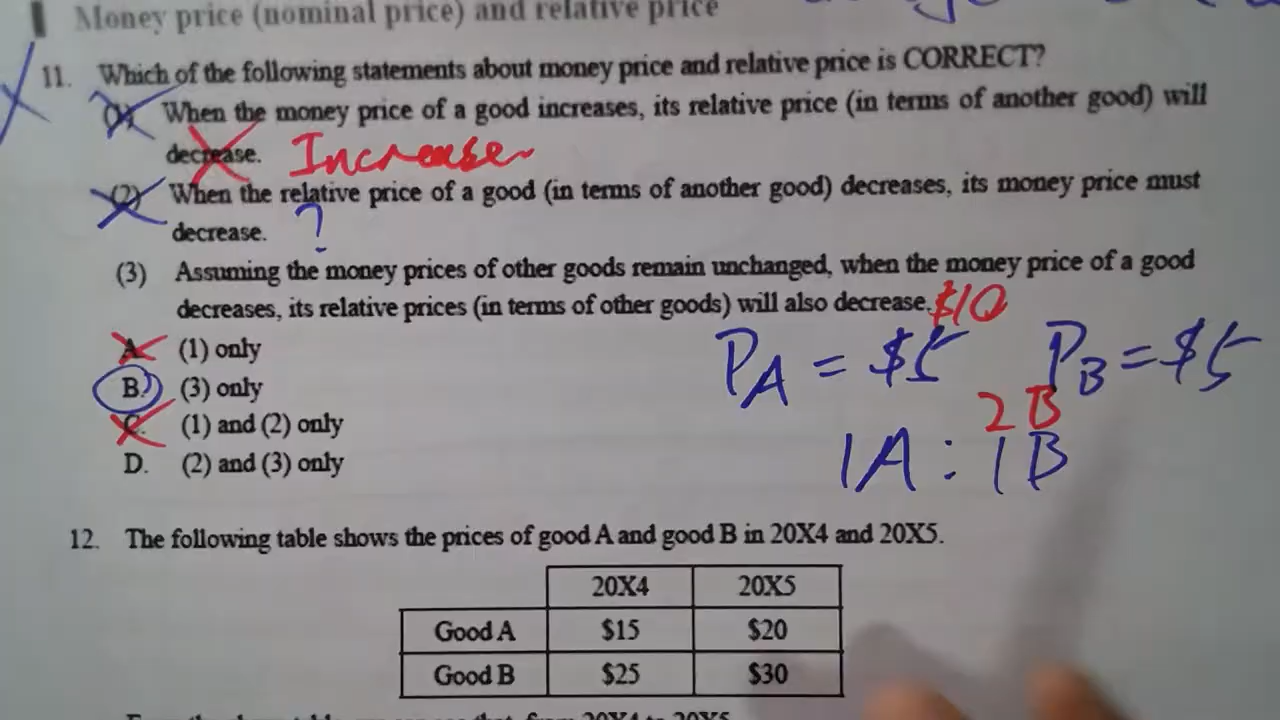 Money price (nominal price) and relative price
11. Which of the following statements about money price and relative price is CORRECT?
(1) When the money price of a good increases, its relative price (in terms of another good) will
decrease. Increase
(2) When the relative price of a good (in terms of another good) decreases, its money price must
decrease. ?
(3) Assuming the money prices of other goods remain unchanged, when the money price of a good
decreases, its relative prices (in terms of other goods) will also decrease. $10
A. (1) only
PA = $5 PB = $5
B. (3) only
2B
C. (1) and (2) only
1A : 1B
D. (2) and (3) only
12. The following table shows the prices of good A and good B in 20X4 and 20X5.
20X4 20X5
Good A $15 $20
Good B $25 $30